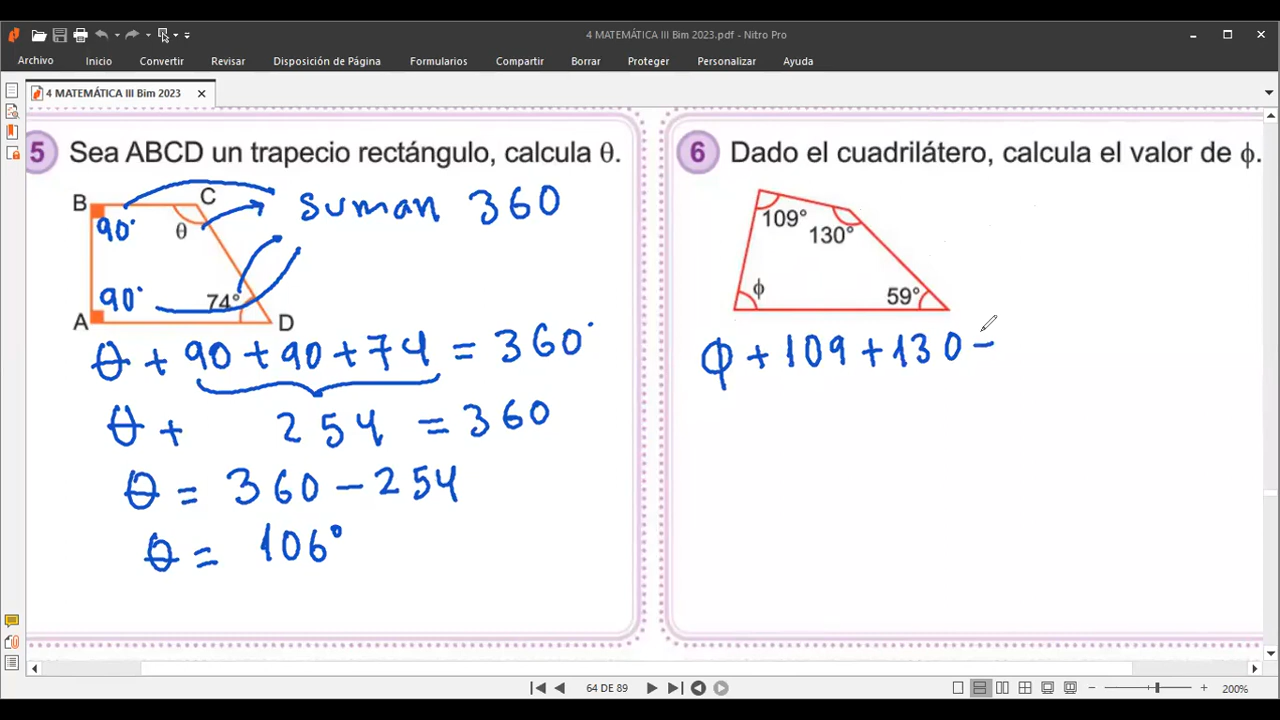 4 MATEMÁTICA III Bim 2023.pdf - Nitro Pro
Archivo Inicio Convertir Revisar Disposición de Página Formularios Compartir Borrar Proteger Personalizar Ayuda
4 MATEMÁTICA III Bim 2023
5 Sea ABCD un trapecio rectángulo, calcula θ.
B C
90° θ
suman 360
90° 74°
A D
θ + 90 + 90 + 74 = 360°
θ + 254 = 360
θ = 360 - 254
θ = 106°
6 Dado el cuadrilátero, calcula el valor de ϕ.
109°
130°
ϕ 59°
ϕ + 109 + 130 -
64 DE 89
200%